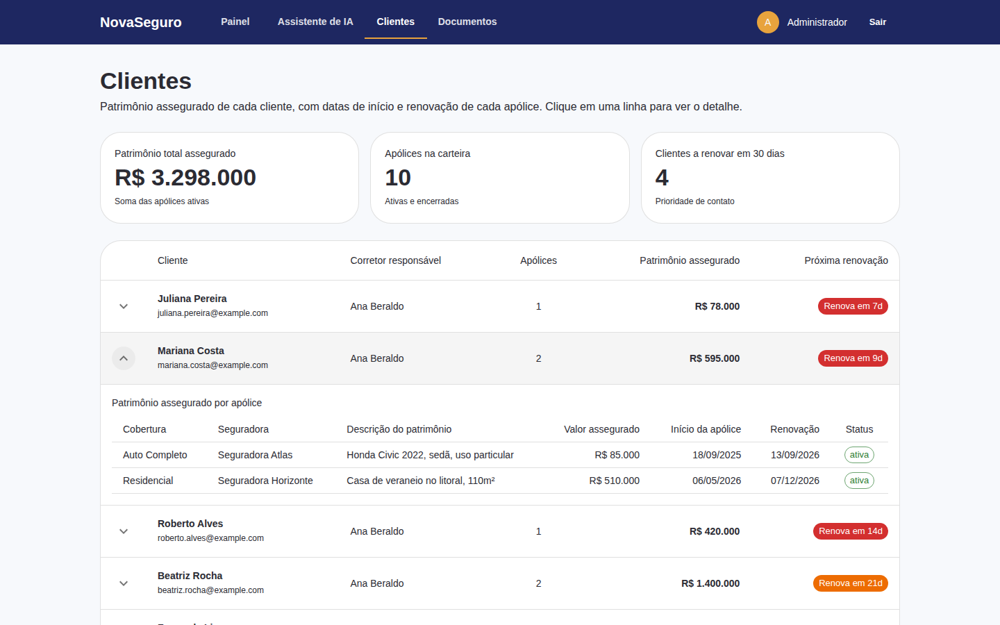 NovaSeguro Painel Assistente de IA Clientes Documentos A Administrador Sair
Clientes
Patrimônio assegurado de cada cliente, com datas de início e renovação de cada apólice. Clique em uma linha para ver o detalhe.
Patrimônio total assegurado
R$ 3.298.000
Soma das apólices ativas
Apólices na carteira
10
Ativas e encerradas
Clientes a renovar em 30 dias
4
Prioridade de contato
Cliente Corretor responsável Apólices Patrimônio assegurado Próxima renovação
Juliana Pereira
juliana.pereira@example.com
Ana Beraldo 1 R$ 78.000 Renova em 7d
Mariana Costa
mariana.costa@example.com
Ana Beraldo 2 R$ 595.000 Renova em 9d
Patrimônio assegurado por apólice
Cobertura Seguradora Descrição do patrimônio Valor assegurado Início da apólice Renovação Status
Auto Completo Seguradora Atlas Honda Civic 2022, sedã, uso particular R$ 85.000 18/09/2025 13/09/2026 ativa
Residencial Seguradora Horizonte Casa de veraneio no litoral, 110m² R$ 510.000 06/05/2026 07/12/2026 ativa
Roberto Alves
roberto.alves@example.com
Ana Beraldo 1 R$ 420.000 Renova em 14d
Beatriz Rocha
beatriz.rocha@example.com
Ana Beraldo 2 R$ 1.400.000 Renova em 21d